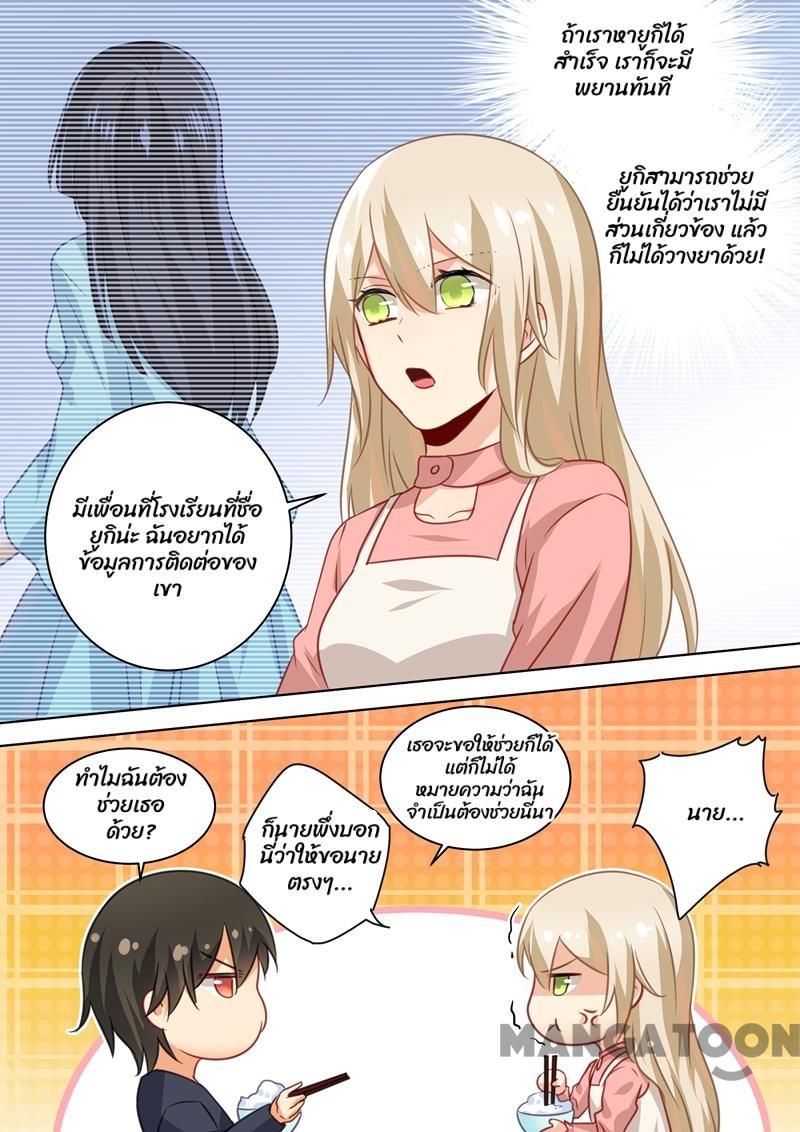 ถ้าเราหายูกิได้
สำเร็จ เราก็จะมี
พยานทันที
ยูกิสามารถช่วย
ยืนยันได้ว่าเราไม่มี
ส่วนเกี่ยวข้อง แล้ว
ก็ไม่ได้วางยาด้วย!
มีเพื่อนที่โรงเรียนที่ชื่อ
ยูกิน่ะ ฉันอยากได้
ข้อมูลการติดต่อของ
เขา
ทำไมฉันต้อง
ช่วยเธอ
ด้วย?
ก็นายพึ่งบอก
นี่ว่าให้ขอนาย
ตรงๆ...
เธอจะขอให้ช่วยก็ได้
แต่ก็ไม่ได้
หมายความว่าฉัน
จำเป็นต้องช่วยนี่นา
นาย...
MANGATOON